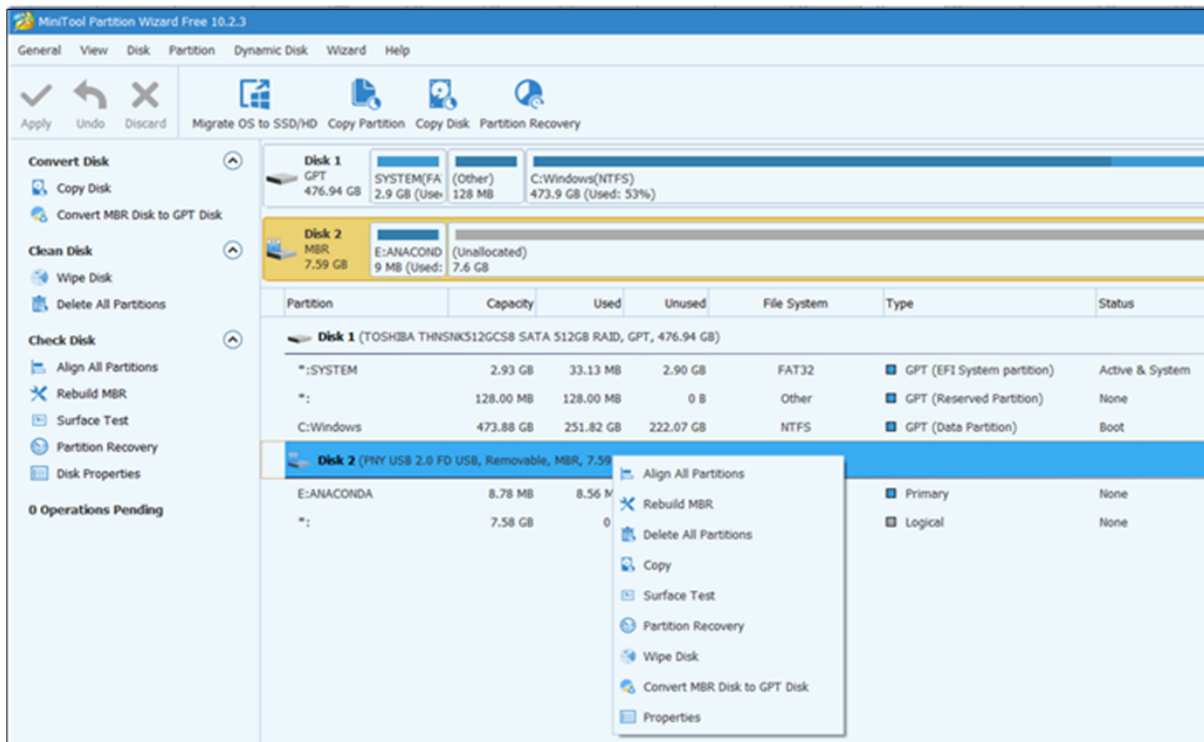 MiniTool Partition Wizard Free 10.2.3
General View Disk Partition Dynamic Disk Wizard Help
Apply Undo Discard Migrate OS to SSD/HD Copy Partition Copy Disk Partition Recovery
Convert Disk
Copy Disk
Convert MBR Disk to GPT Disk
Clean Disk
Wipe Disk
Delete All Partitions
Check Disk
Align All Partitions
Rebuild MBR
Surface Test
Partition Recovery
Disk Properties
0 Operations Pending
Disk 1
GPT
476.94 GB
SYSTEM(FA
2.9 GB (Use
(Other)
128 MB
C:Windows(NTFS)
473.9 GB (Used: 53%)
Disk 2
MBR
7.59 GB
E:ANACOND
9 MB (Used:
(Unallocated)
7.6 GB
Partition Capacity Used Unused File System Type Status
Disk 1 (TOSHIBA THNSNK512GCS8 SATA 512GB RAID, GPT, 476.94 GB)
*:SYSTEM 2.93 GB 33.13 MB 2.90 GB FAT32 GPT (EFI System partition) Active & System
*: 128.00 MB 128.00 MB 0 B Other GPT (Reserved Partition) None
C:Windows 473.88 GB 251.82 GB 222.07 GB NTFS GPT (Data Partition) Boot
Disk 2 (PNY USB 2.0 FD USB, Removable, MBR, 7.59
E:ANACONDA 8.78 MB 8.56 M Primary None
*: 7.58 GB 0 Logical None
Align All Partitions
Rebuild MBR
Delete All Partitions
Copy
Surface Test
Partition Recovery
Wipe Disk
Convert MBR Disk to GPT Disk
Properties